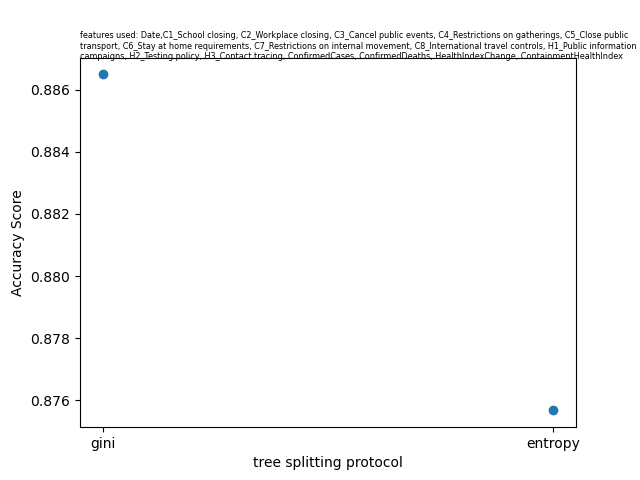 features used: Date,C1_School closing, C2_Workplace closing, C3_Cancel public events, C4_Restrictions on gatherings, C5_Close public
transport, C6_Stay at home requirements, C7_Restrictions on internal movement, C8_International travel controls, H1_Public information
campaigns, H2_Testing policy, H3_Contact tracing, ConfirmedCases, ConfirmedDeaths, HealthIndexChange, ContainmentHealthIndex
0.886
0.884
0.882
0.880
0.878
0.876
Accuracy Score
gini
entropy
tree splitting protocol